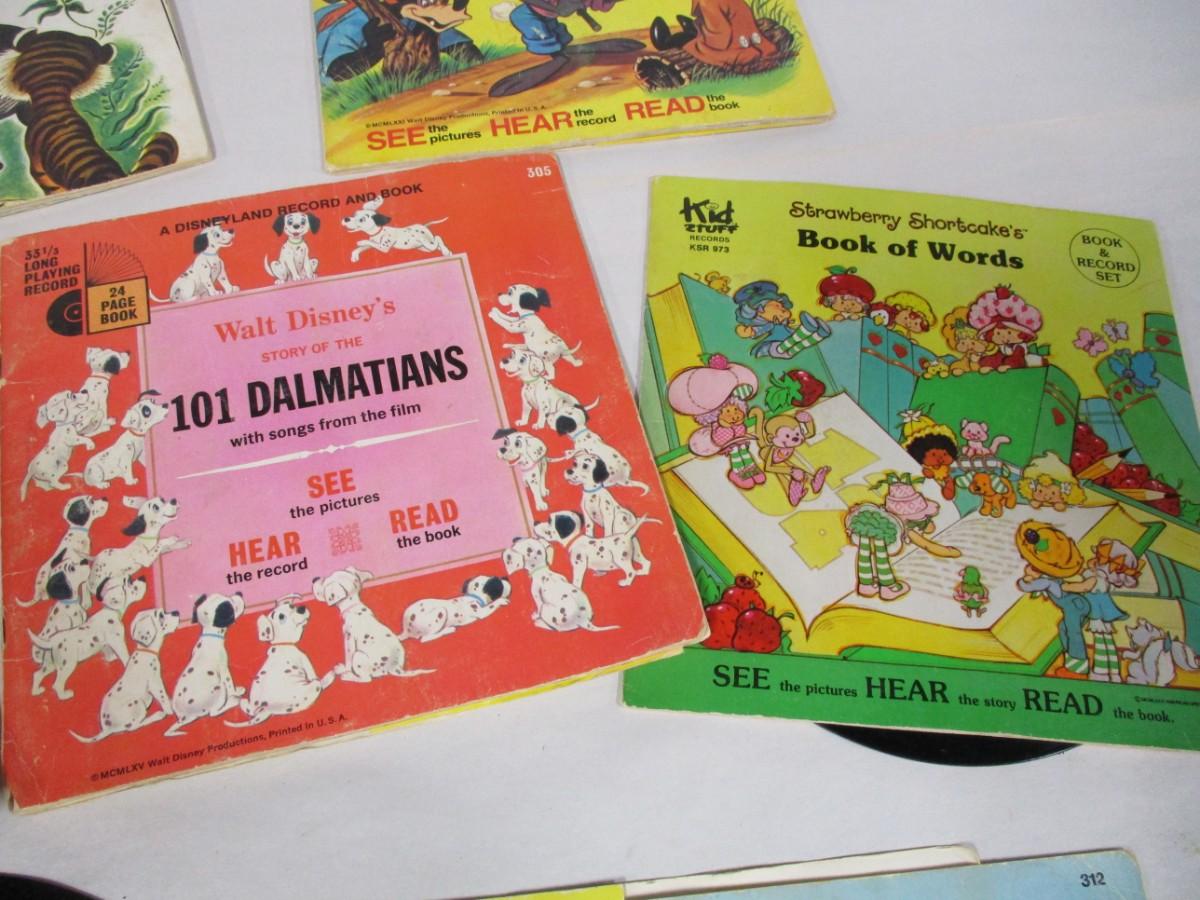 © MCMLXXI Walt Disney Productions, Printed in U.S.A.
SEE the pictures HEAR the record READ the book
305
A DISNEYLAND RECORD AND BOOK
33 1/3
LONG
PLAYING
RECORD
24
PAGE
BOOK
Walt Disney's
STORY OF THE
101 DALMATIANS
with songs from the film
SEE
the pictures
HEAR
the record
READ
the book
© MCMLXV Walt Disney Productions, Printed in U.S.A.
Kid
STUFF
RECORDS
KSR 973
Strawberry Shortcake's™
Book of Words
BOOK
&
RECORD
SET
SEE the pictures HEAR the story READ the book.
312